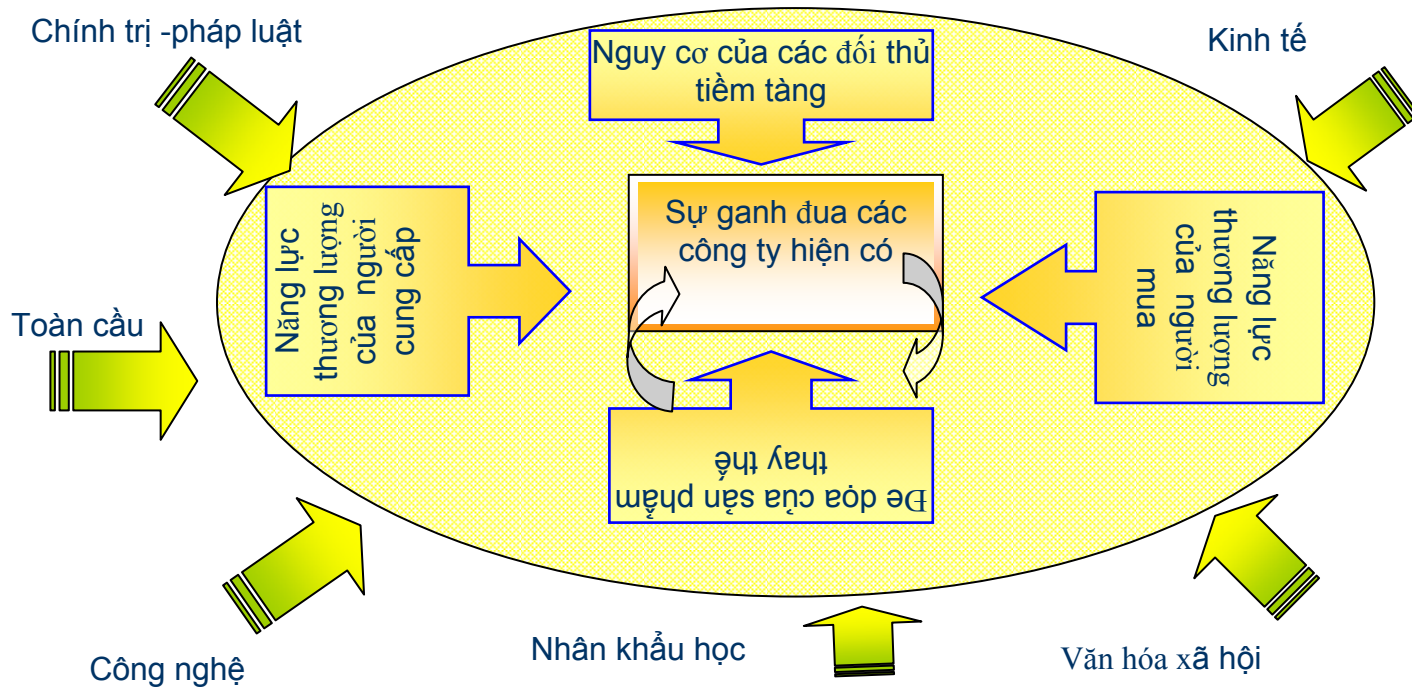 Chính trị -pháp luật
Kinh tế
Nguy cơ của các đối thủ
tiềm tàng
Năng lực
thương lượng
của người
cung cấp
Sự ganh đua các
công ty hiện có
Năng lực
thương lượng
của người
mua
Toàn cầu
Đe dọa của sản phẩm
thay thế
Công nghệ
Nhân khẩu học
Văn hóa xã hội